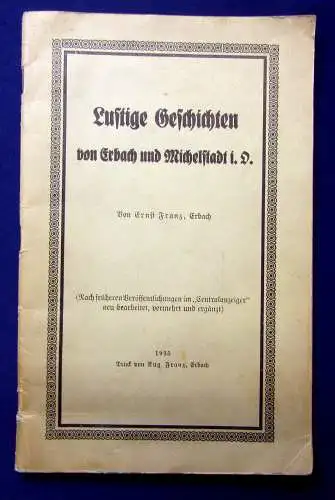 Lustige Geschichten
von Erbach und Michelstadt i. O.
Von Ernst Franz, Erbach
(Nach früheren Veröffentlichungen im „Centralanzeiger“
neu bearbeitet, vermehrt und ergänzt)
1935
Druck von Aug. Franz, Erbach